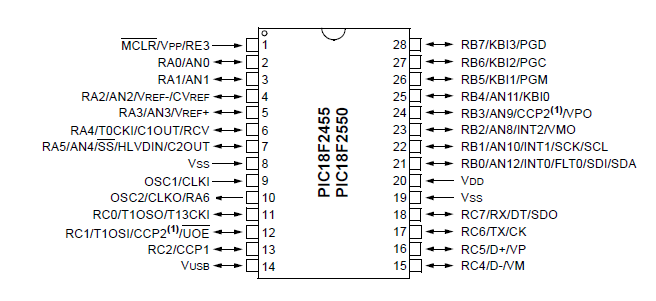 MCLR/VPP/RE3 1 28 RB7/KBI3/PGD
RA0/AN0 2 27 RB6/KBI2/PGC
RA1/AN1 3 26 RB5/KBI1/PGM
RA2/AN2/VREF-/CVREF 4 25 RB4/AN11/KBI0
RA3/AN3/VREF+ 5 24 RB3/AN9/CCP2(1)/VPO
RA4/T0CKI/C1OUT/RCV 6 23 RB2/AN8/INT2/VMO
RA5/AN4/SS/HLVDIN/C2OUT 7 22 RB1/AN10/INT1/SCK/SCL
VSS 8 21 RB0/AN12/INT0/FLT0/SDI/SDA
OSC1/CLKI 9 20 VDD
OSC2/CLKO/RA6 10 19 VSS
RC0/T1OSO/T13CKI 11 18 RC7/RX/DT/SDO
RC1/T1OSI/CCP2(1)/UOE 12 17 RC6/TX/CK
RC2/CCP1 13 16 RC5/D+/VP
VUSB 14 15 RC4/D-/VM
PIC18F2455
PIC18F2550